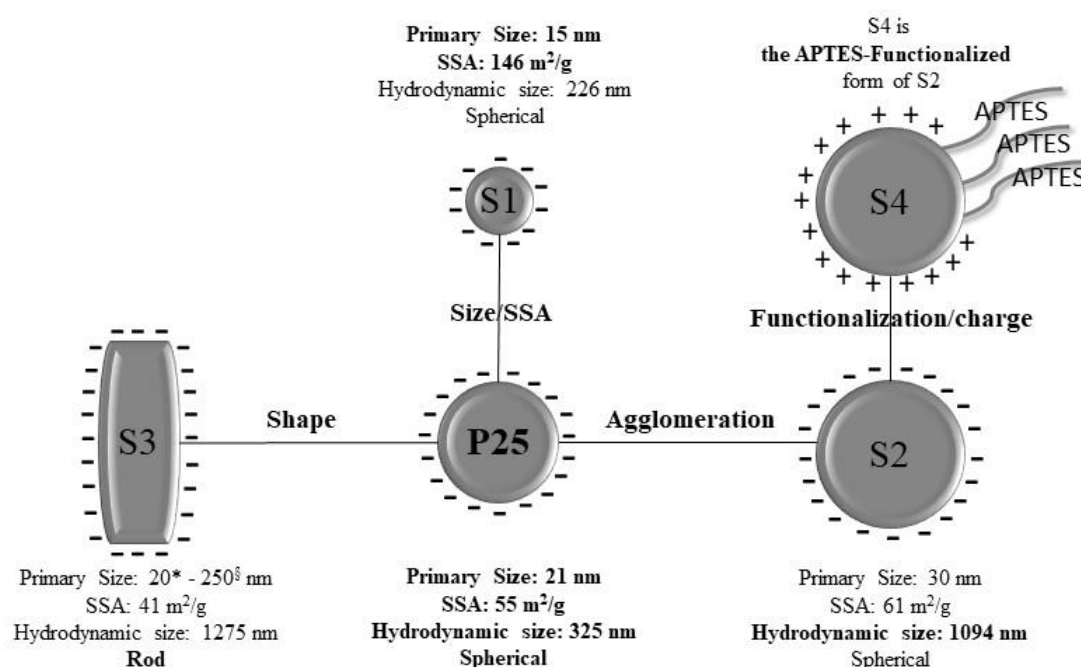 Primary Size: 15 nm
SSA: 146 m²/g
Hydrodynamic size: 226 nm
Spherical
S4 is
the APTES-Functionalized
form of S2
APTES
APTES
APTES
S1
S4
Size/SSA
Functionalization/charge
S3
Shape
P25
Agglomeration
S2
Primary Size: 20* - 250§ nm
SSA: 41 m²/g
Hydrodynamic size: 1275 nm
Rod
Primary Size: 21 nm
SSA: 55 m²/g
Hydrodynamic size: 325 nm
Spherical
Primary Size: 30 nm
SSA: 61 m²/g
Hydrodynamic size: 1094 nm
Spherical